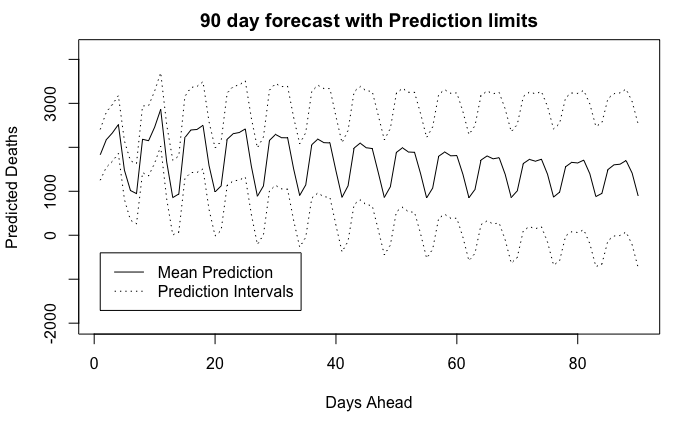 90 day forecast with Prediction limits
Predicted Deaths
3000
1000
0
-2000
Mean Prediction
Prediction Intervals
0 20 40 60 80
Days Ahead